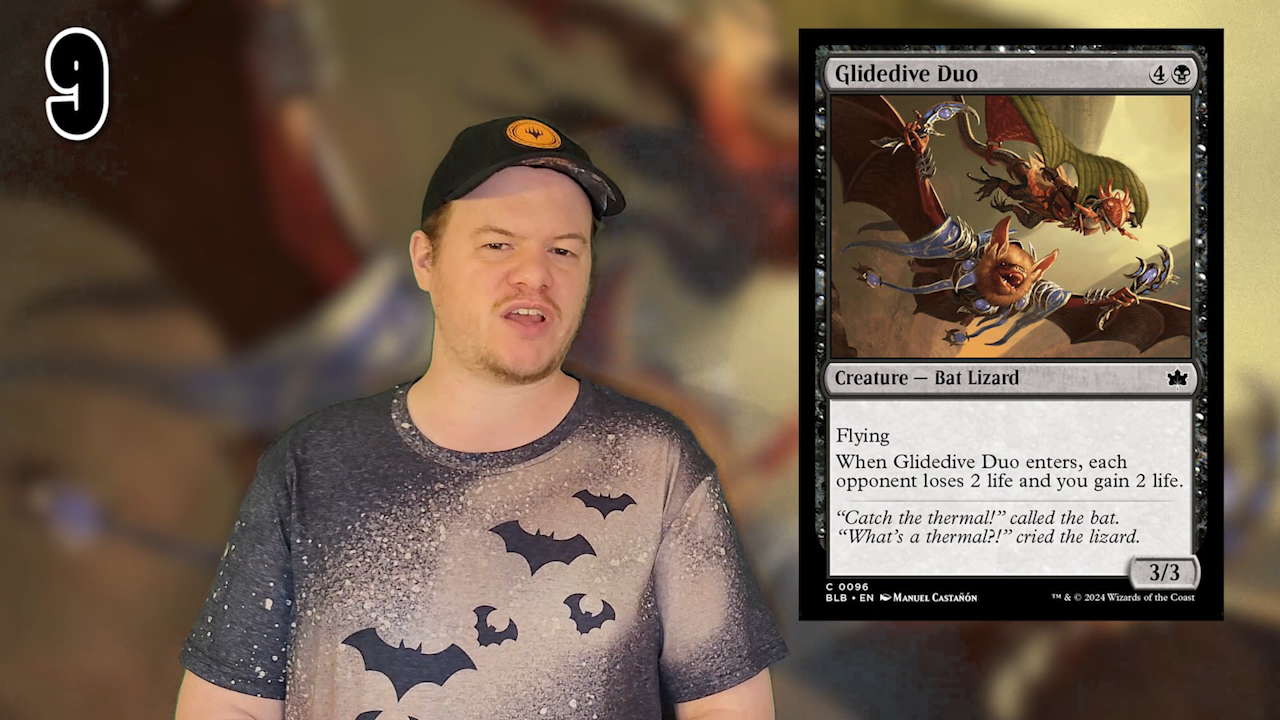 9
Glidedive Duo 4
Creature — Bat Lizard
Flying
When Glidedive Duo enters, each
opponent loses 2 life and you gain 2 life.
“Catch the thermal!” called the bat.
“What’s a thermal?!” cried the lizard.
3/3
C 0096
BLB • EN Manuel Castañón ™ & © 2024 Wizards of the Coast